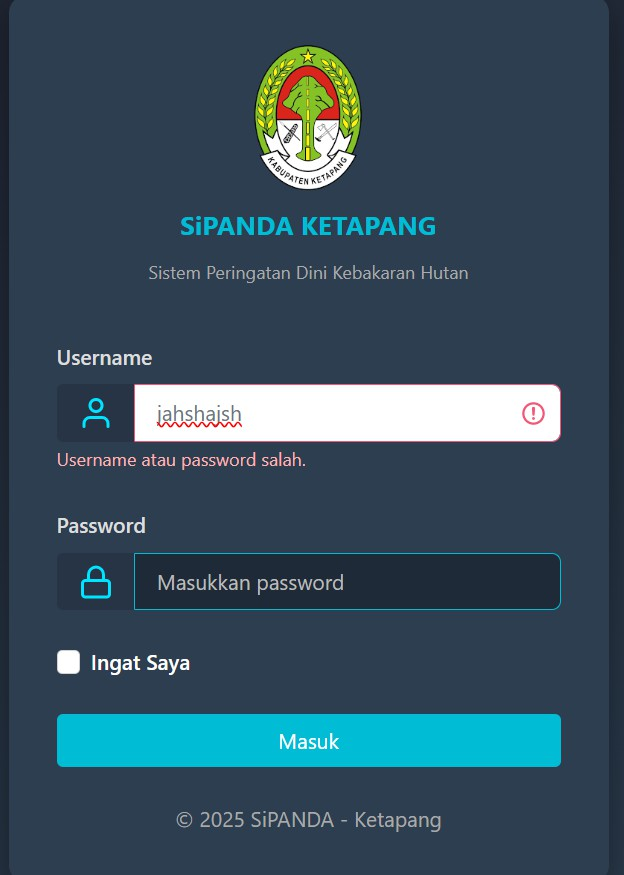 KABUPATEN KETAPANG
SiPANDA KETAPANG
Sistem Peringatan Dini Kebakaran Hutan
Username
jahshajsh
Username atau password salah.
Password
Masukkan password
Ingat Saya
Masuk
© 2025 SiPANDA - Ketapang